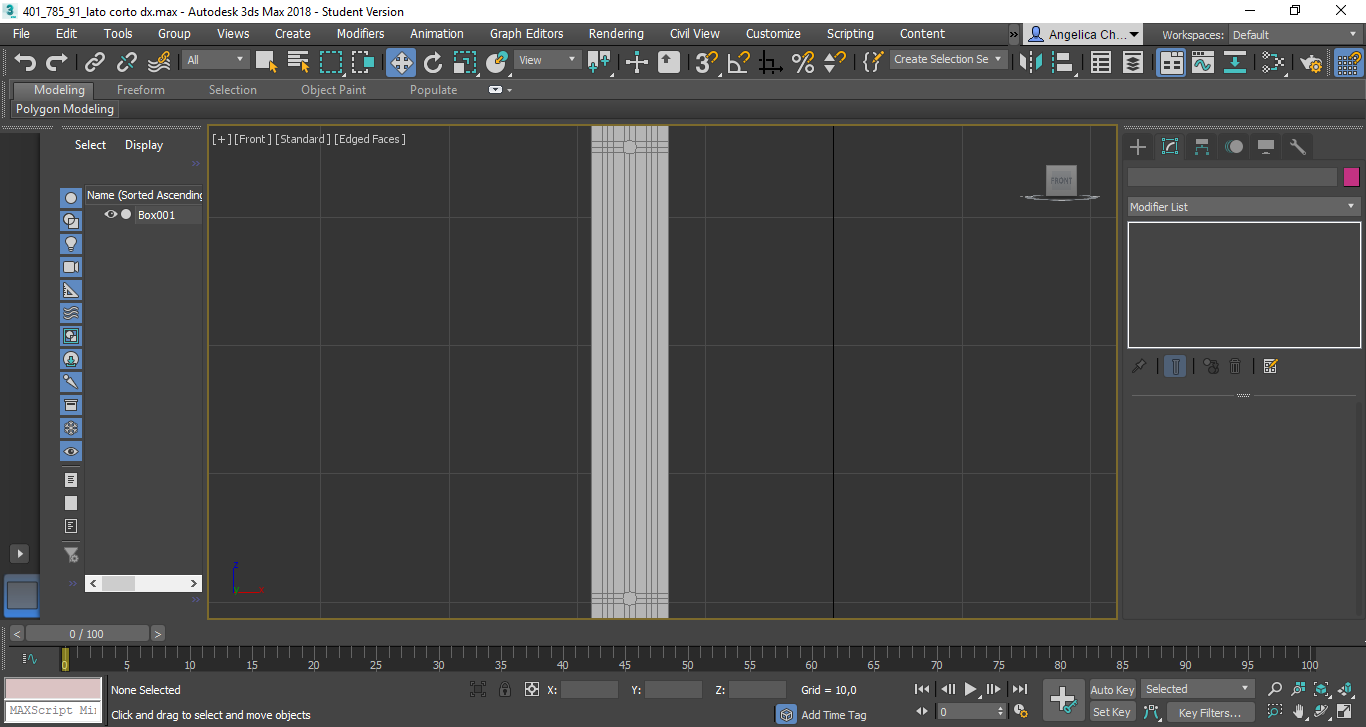 401_785_91_lato corto dx.max - Autodesk 3ds Max 2018 - Student Version
File Edit Tools Group Views Create Modifiers Animation Graph Editors Rendering Civil View Customize Scripting Content » Angelica Ch... Workspaces: Default
All View Create Selection Se
Modeling Freeform Selection Object Paint Populate
Polygon Modeling
Select Display
[+] [Front] [Standard] [Edged Faces]
FRONT
Name (Sorted Ascending
Box001
Modifier List
z
x
y
< 0 / 100 >
0 5 10 15 20 25 30 35 40 45 50 55 60 65 70 75 80 85 90 95 100
None Selected X: Y: Z: Grid = 10,0 Auto Key Selected
MAXScript Mi
Click and drag to select and move objects Add Time Tag 0 Set Key Key Filters...